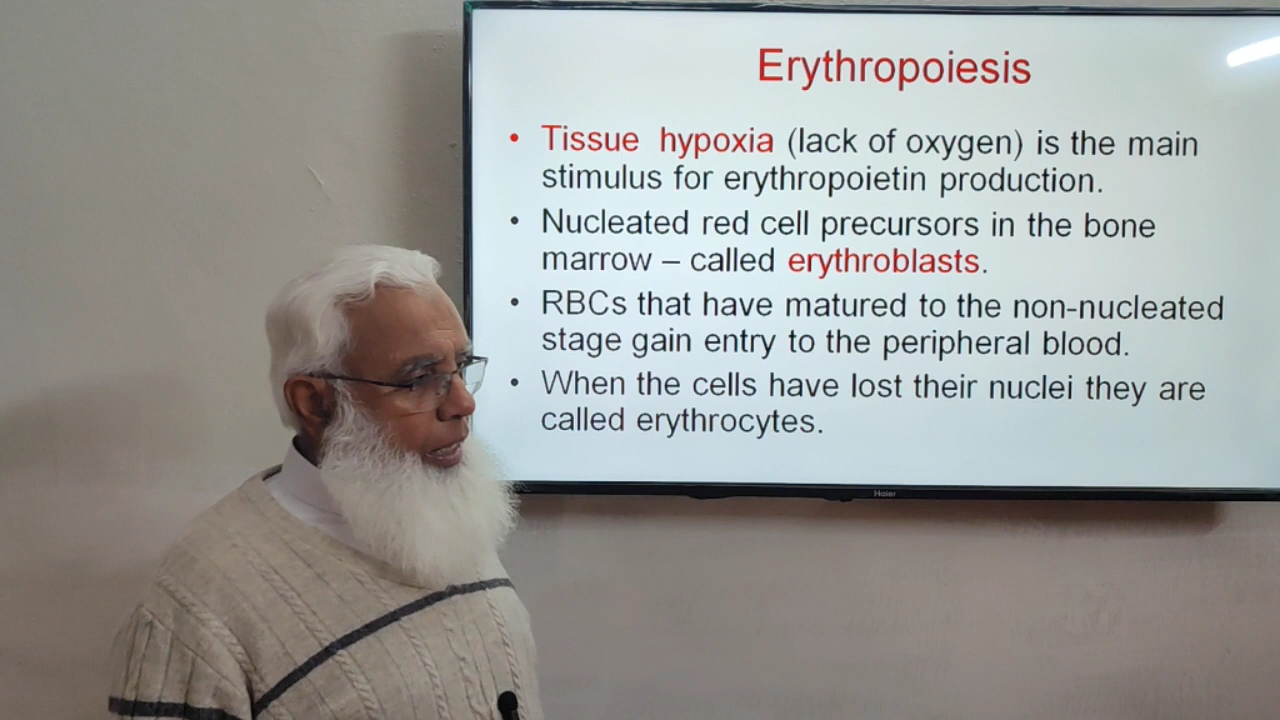 Erythropoiesis
• Tissue hypoxia (lack of oxygen) is the main
stimulus for erythropoietin production.
• Nucleated red cell precursors in the bone
marrow – called erythroblasts.
• RBCs that have matured to the non-nucleated
stage gain entry to the peripheral blood.
• When the cells have lost their nuclei they are
called erythrocytes.
Haier